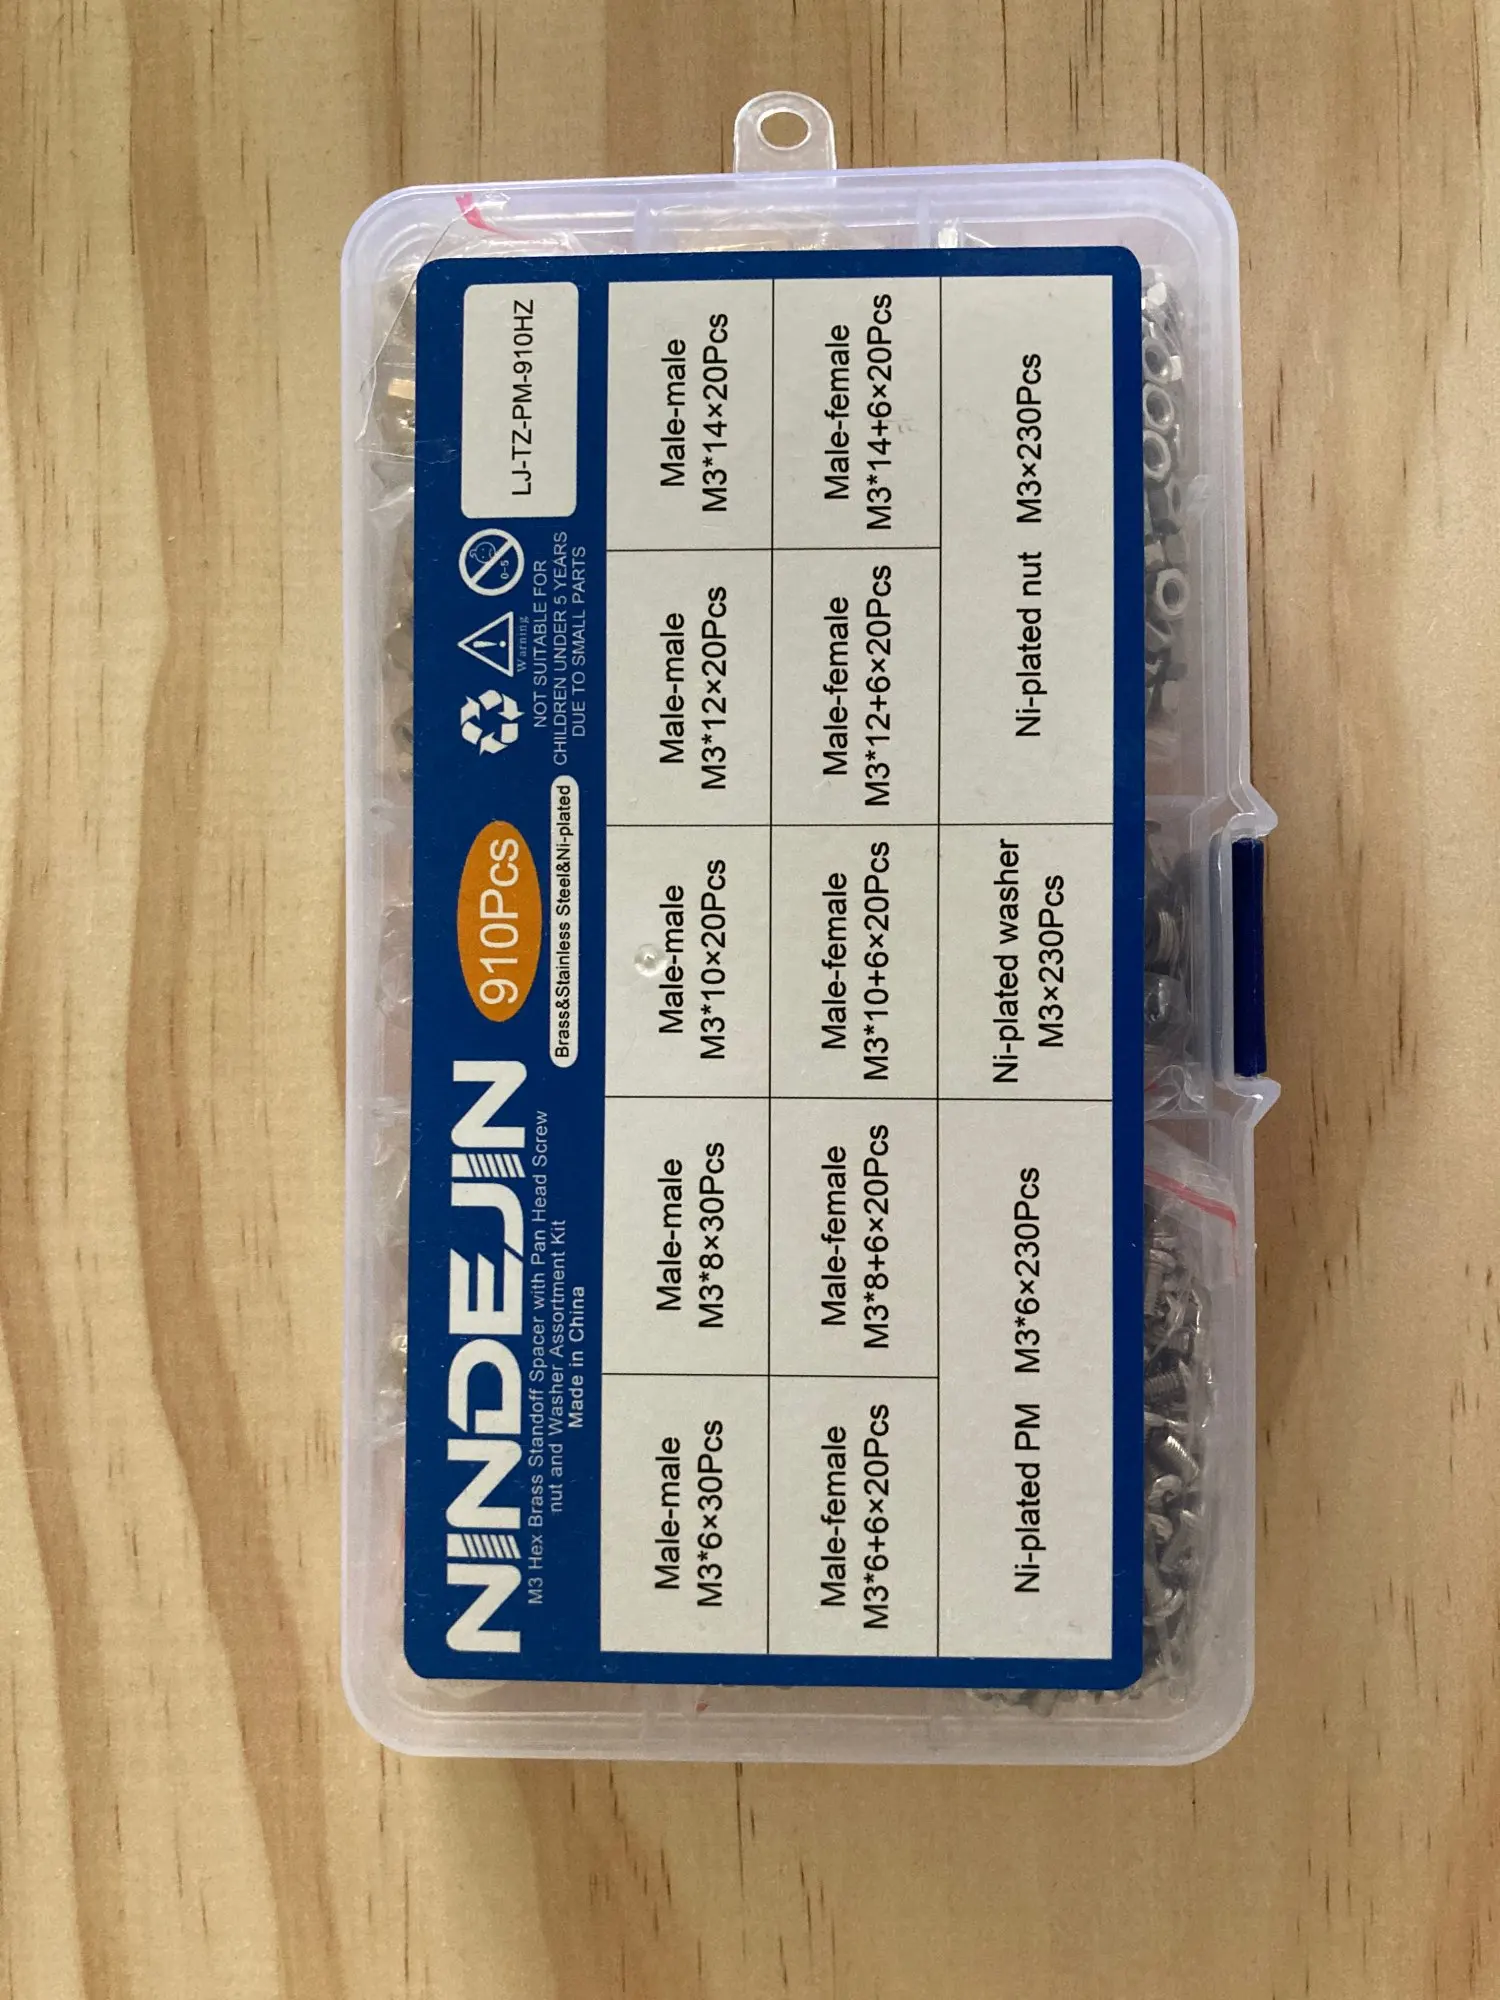 NINDEJIN
910Pcs
M3 Hex Brass Standoff Spacer with Pan Head Screw
nut and Washer Assortment Kit
Made in China
Brass&Stainless Steel&Ni-plated
Warning
0-5
NOT SUITABLE FOR
CHILDREN UNDER 5 YEARS
DUE TO SMALL PARTS
LJ-TZ-PM-910HZ
Male-male
M3*6×30Pcs
Male-male
M3*8×30Pcs
Male-male
M3*10×20Pcs
Male-male
M3*12×20Pcs
Male-male
M3*14×20Pcs
Male-female
M3*6+6×20Pcs
Male-female
M3*8+6×20Pcs
Male-female
M3*10+6×20Pcs
Male-female
M3*12+6×20Pcs
Male-female
M3*14+6×20Pcs
Ni-plated PM M3*6×230Pcs
Ni-plated washer
M3×230Pcs
Ni-plated nut M3×230Pcs